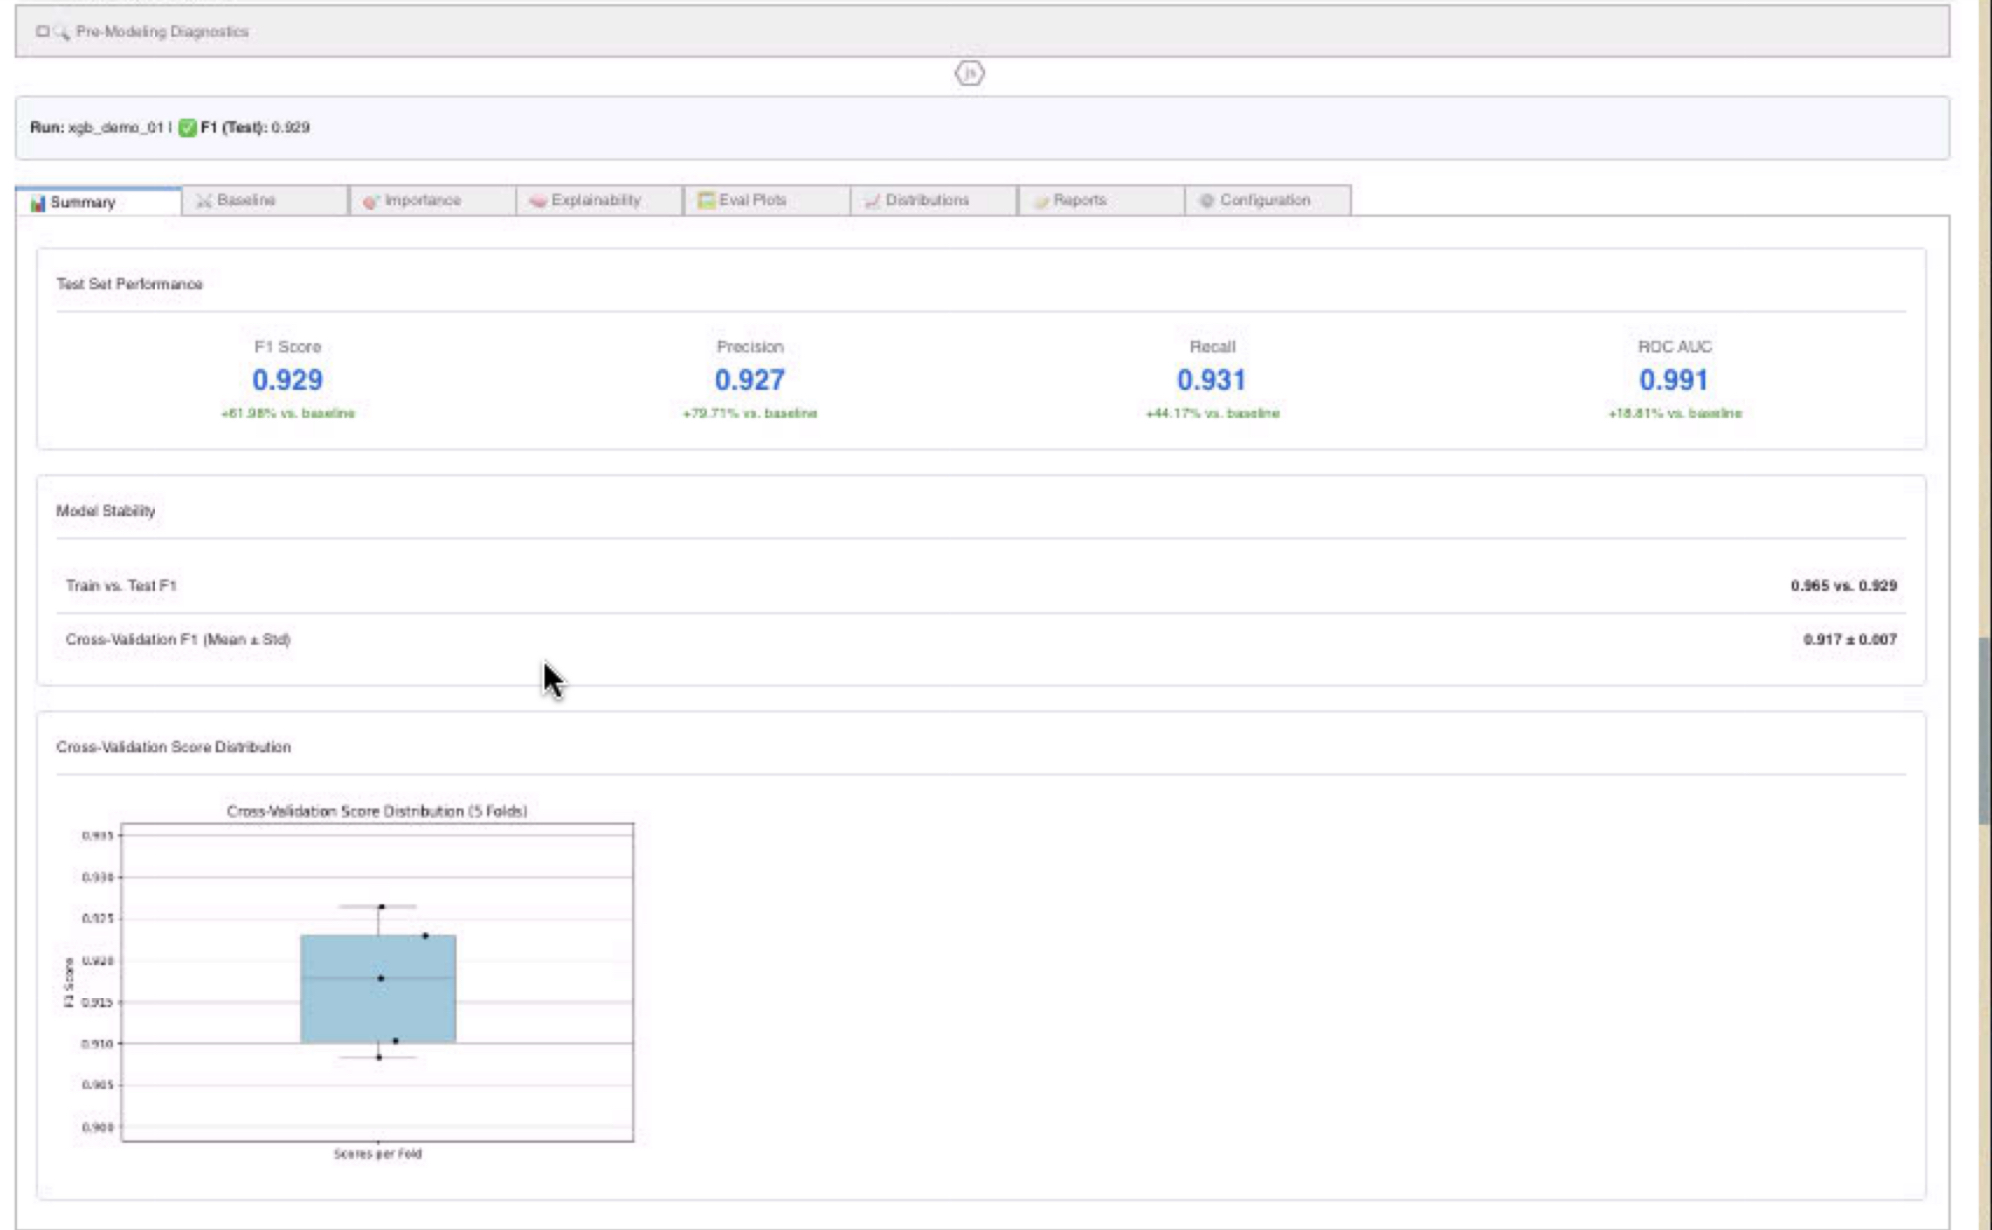 Pre-Modeling Diagnostics
js
Run: xgb_demo_01 | ✅ F1 (Test): 0.929
Summary
Baseline
Importance
Explainability
Eval Plots
Distributions
Reports
Configuration
Test Set Performance
F1 Score
Precision
Recall
ROC AUC
0.929
0.927
0.931
0.991
+61.98% vs. baseline
+79.71% vs. baseline
+44.17% vs. baseline
+18.81% vs. baseline
Model Stability
Train vs. Test F1
0.965 vs. 0.929
Cross-Validation F1 (Mean ± Std)
0.917 ± 0.007
Cross-Validation Score Distribution
Cross-Validation Score Distribution (5 Folds)
0.935
0.930
0.925
0.920
0.915
0.910
0.905
0.900
F1 Score
Scores per Fold